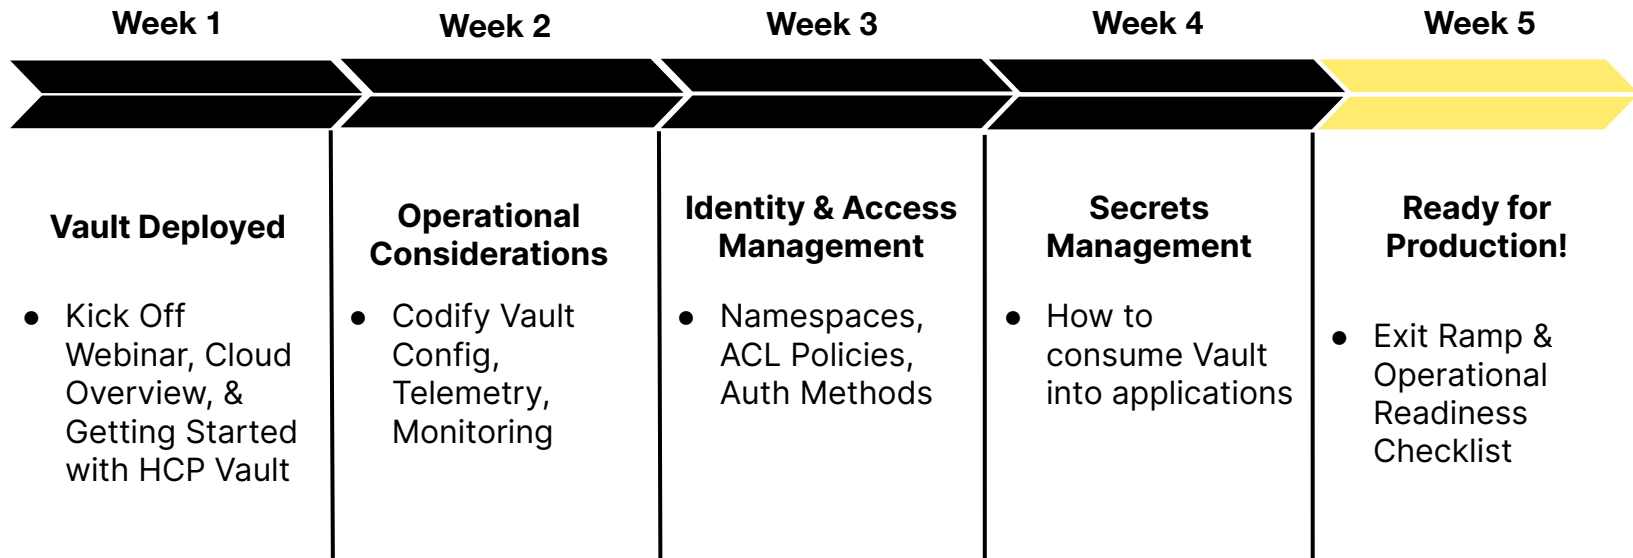 Week 1
Week 2
Week 3
Week 4
Week 5
Vault Deployed
● Kick Off
Webinar, Cloud
Overview, &
Getting Started
with HCP Vault
Operational
Considerations
● Codify Vault
Config,
Telemetry,
Monitoring
Identity & Access
Management
● Namespaces,
ACL Policies,
Auth Methods
Secrets
Management
● How to
consume Vault
into applications
Ready for
Production!
● Exit Ramp &
Operational
Readiness
Checklist